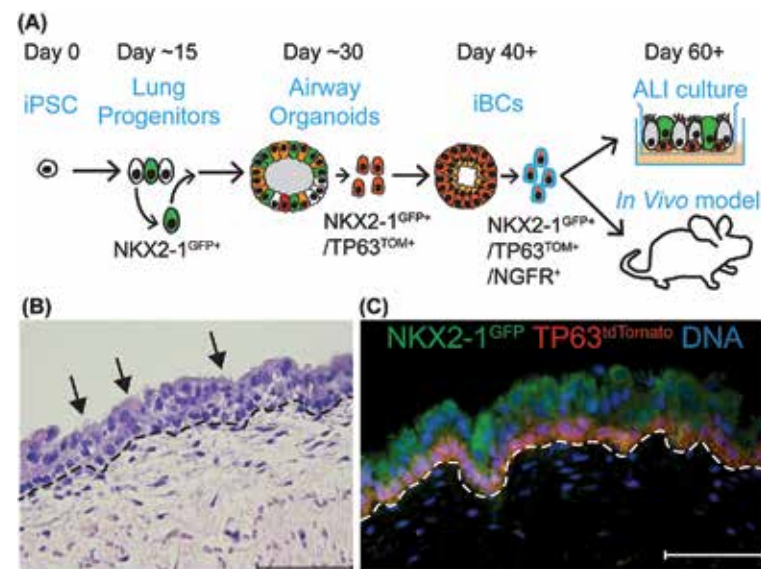 (A)
Day 0 Day ~15 Day ~30 Day 40+ Day 60+
iPSC Lung Progenitors Airway Organoids iBCs ALI culture
In Vivo model
NKX2-1GFP+
NKX2-1GFP+
/TP63TOM+
NKX2-1GFP+
/TP63TOM+
/NGFR+
(B)
(C)
NKX2-1GFP TP63tdTomato DNA